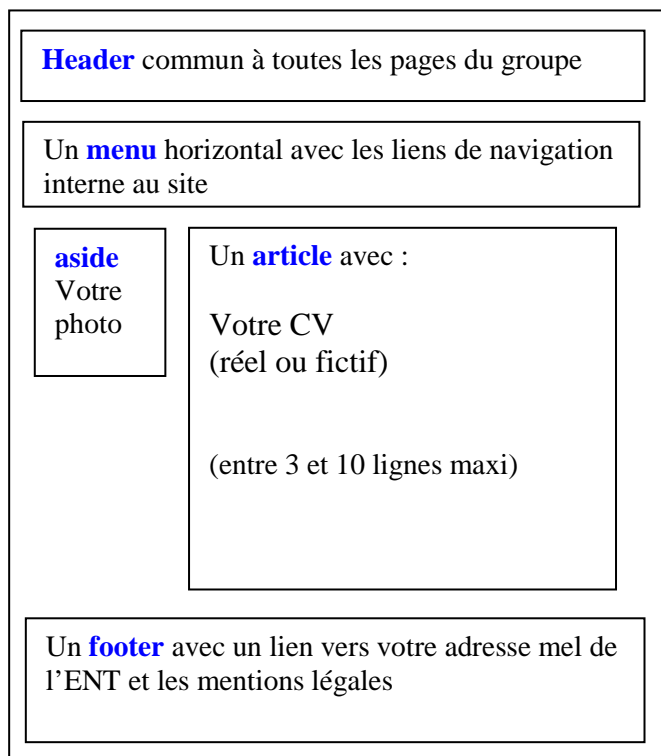 Header commun à toutes les pages du groupe
Un menu horizontal avec les liens de navigation
interne au site
aside
Votre
photo
Un article avec :
Votre CV
(réel ou fictif)
(entre 3 et 10 lignes maxi)
Un footer avec un lien vers votre adresse mel de
l’ENT et les mentions légales